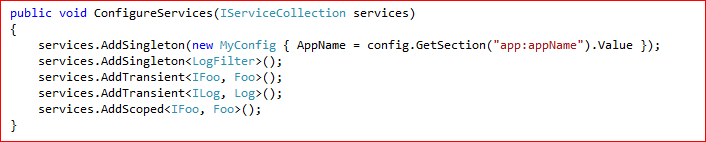 public void ConfigureServices(IServiceCollection services)
{
    services.AddSingleton(new MyConfig { AppName = config.GetSection("app:appName").Value });
    services.AddSingleton<LogFilter>();
    services.AddTransient<IFoo, Foo>();
    services.AddTransient<ILog, Log>();
    services.AddScoped<IFoo, Foo>();
}